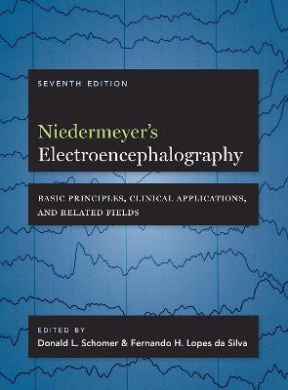 SEVENTH EDITION
Niedermeyer's
Electroencephalography
BASIC PRINCIPLES, CLINICAL APPLICATIONS,
AND RELATED FIELDS
EDITED BY
Donald L. Schomer & Fernando H. Lopes da Silva